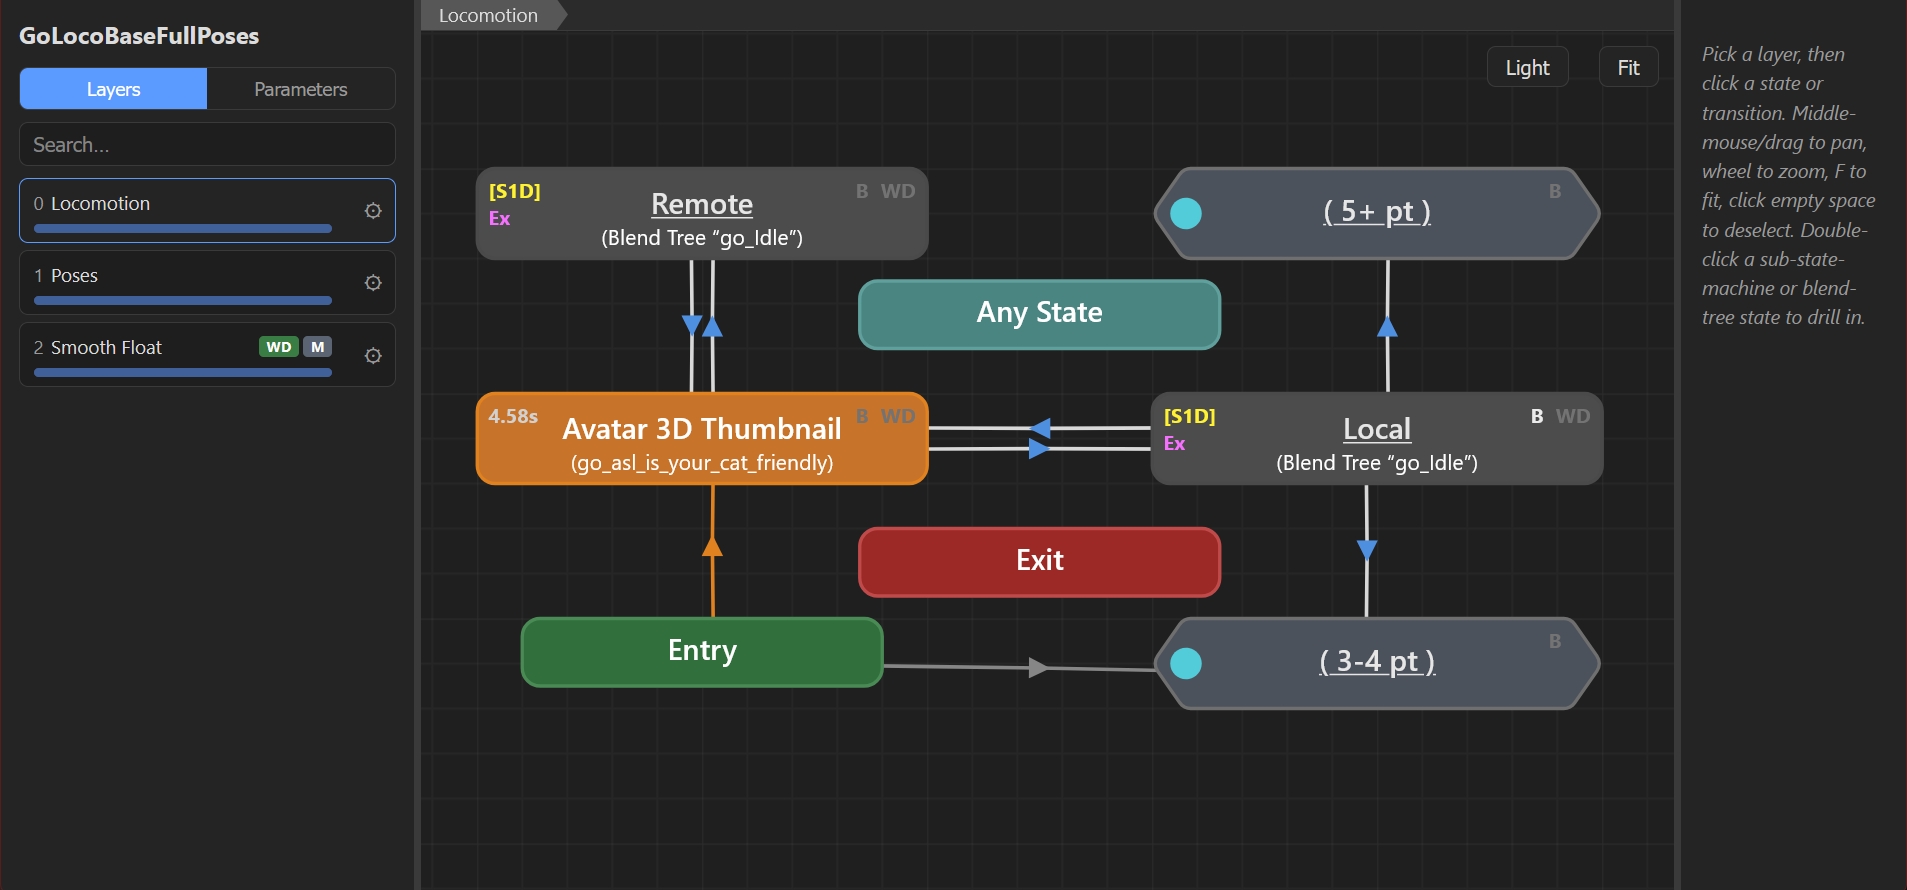 GoLocoBaseFullPoses
Layers
Parameters
Search...
0 Locomotion
1 Poses
2 Smooth Float
WD
M
Locomotion
Light
Fit
[S1D]
Ex
Remote
B WD
(Blend Tree “go_Idle”)
( 5+ pt )
B
Any State
4.58s
Avatar 3D Thumbnail
B WD
(go_asl_is_your_cat_friendly)
[S1D]
Ex
Local
B WD
(Blend Tree “go_Idle”)
Exit
Entry
( 3-4 pt )
B
Pick a layer, then
click a state or
transition. Middle-
mouse/drag to pan,
wheel to zoom, F to
fit, click empty space
to deselect. Double-
click a sub-state-
machine or blend-
tree state to drill in.